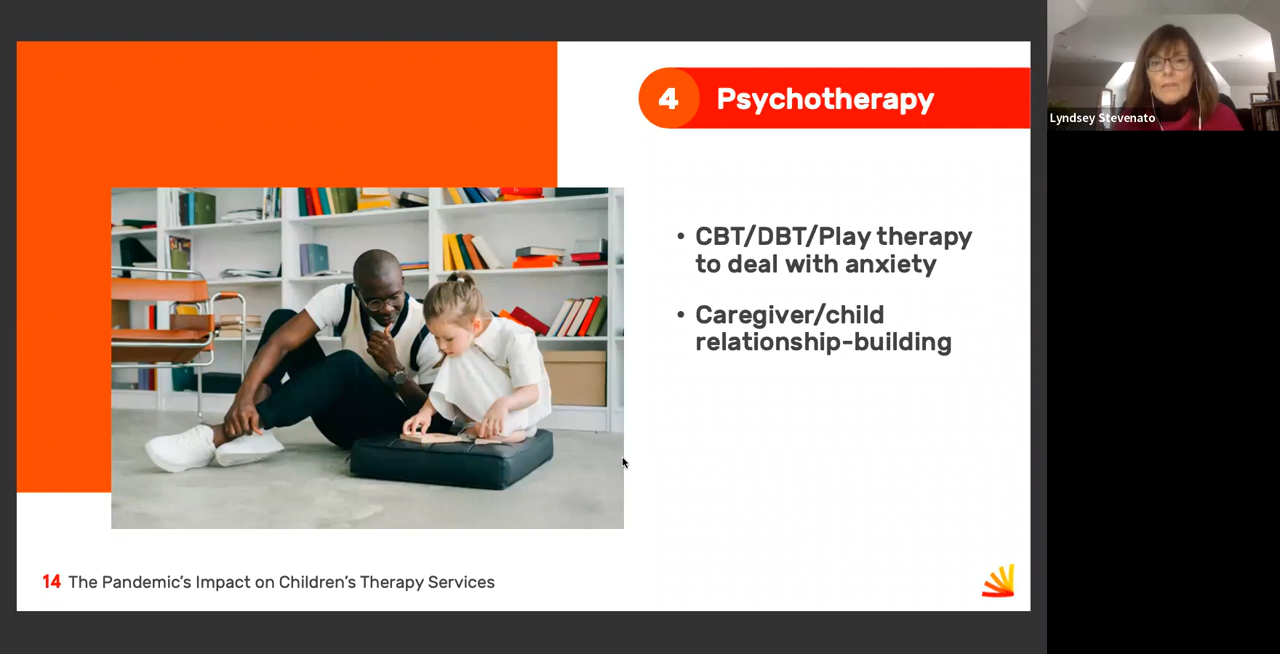 4 Psychotherapy
• CBT/DBT/Play therapy
to deal with anxiety
• Caregiver/child
relationship-building
14 The Pandemic's Impact on Children's Therapy Services
Lyndsey Stevenato